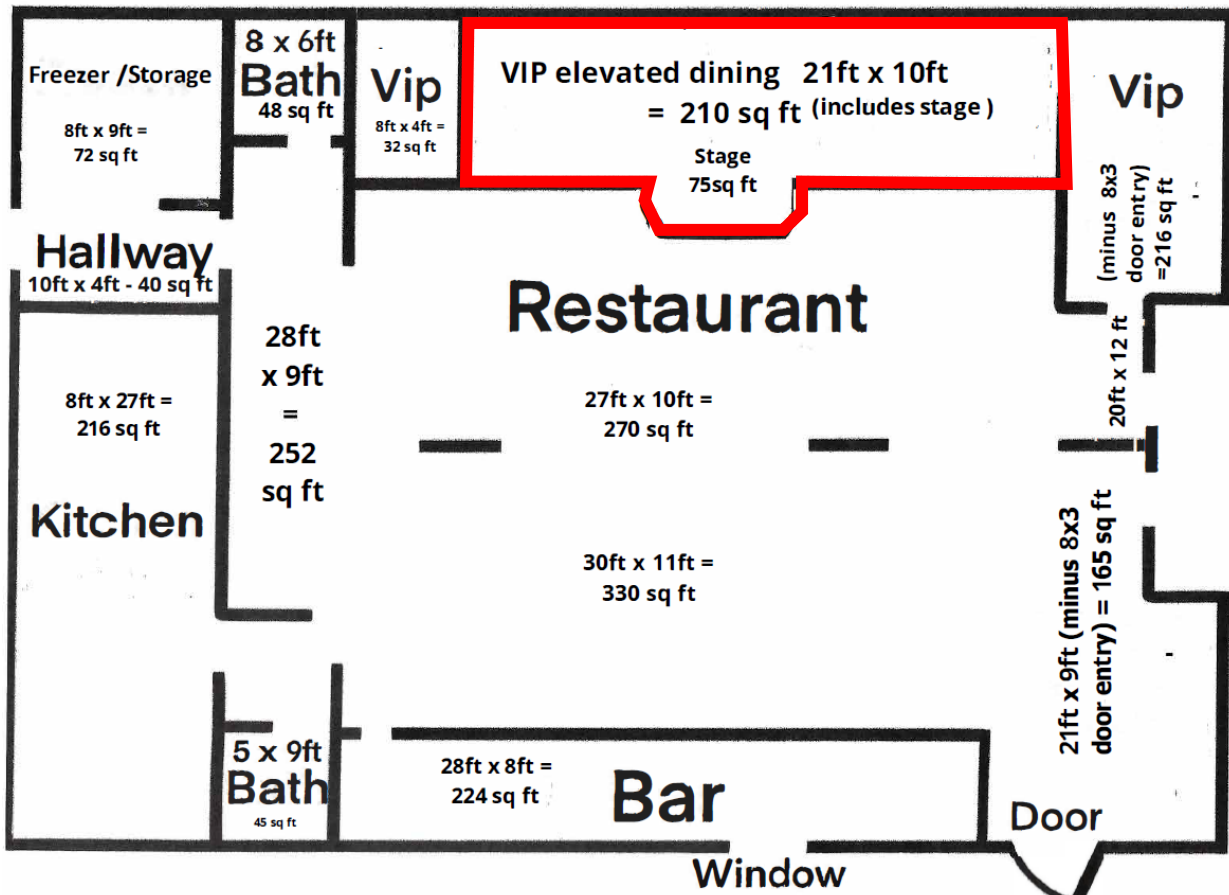 Freezer /Storage
8ft x 9ft =
72 sq ft
8 x 6ft
Bath
48 sq ft
Vip
8ft x 4ft =
32 sq ft
VIP elevated dining 21ft x 10ft
= 210 sq ft (includes stage )
Stage
75sq ft
Vip
20ft x 12 ft
(minus 8x3
door entry)
=216 sq ft
Hallway
10ft x 4ft - 40 sq ft
Restaurant
28ft
x 9ft
=
252
sq ft
27ft x 10ft =
270 sq ft
8ft x 27ft =
216 sq ft
Kitchen
30ft x 11ft =
330 sq ft
21ft x 9ft (minus 8x3
door entry) = 165 sq ft
5 x 9ft
Bath
45 sq ft
28ft x 8ft =
224 sq ft
Bar
Door
Window